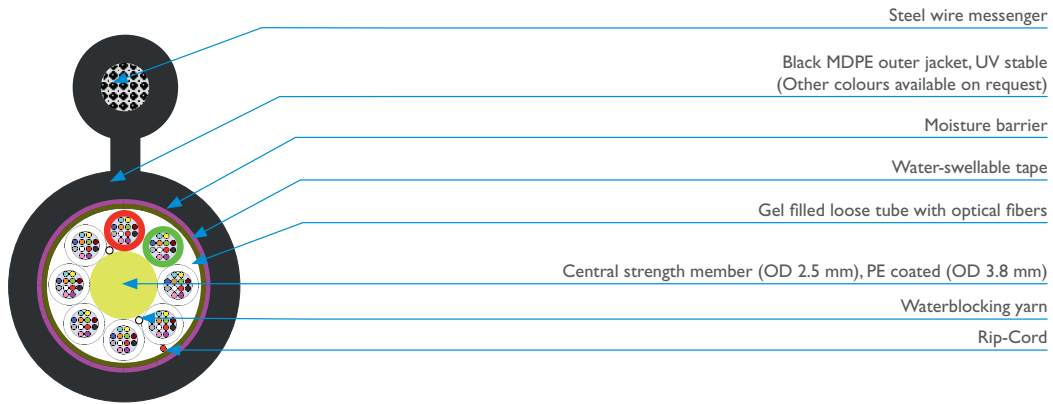 Steel wire messenger
Black MDPE outer jacket, UV stable
(Other colours available on request)
Moisture barrier
Water-swellable tape
Gel filled loose tube with optical fibers
Central strength member (OD 2.5 mm), PE coated (OD 3.8 mm)
Waterblocking yarn
Rip-Cord